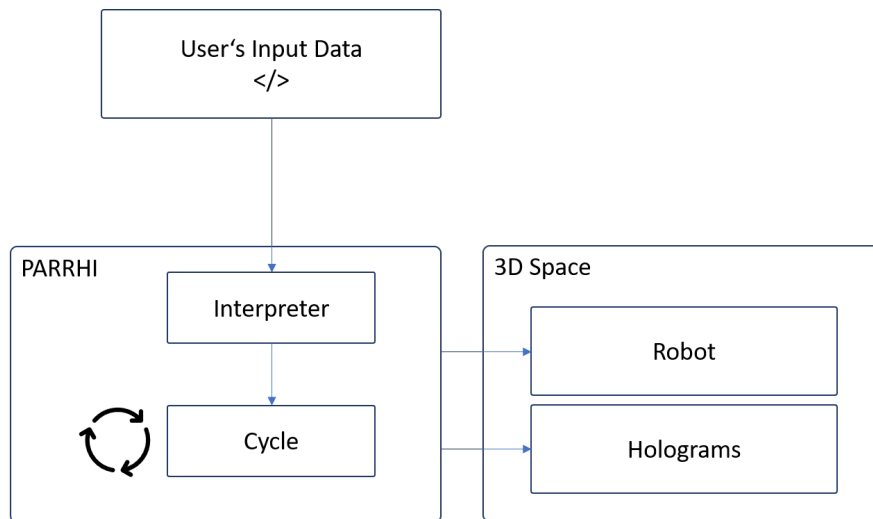 User‘s Input Data
</>
PARRHI
Interpreter
Cycle
3D Space
Robot
Holograms